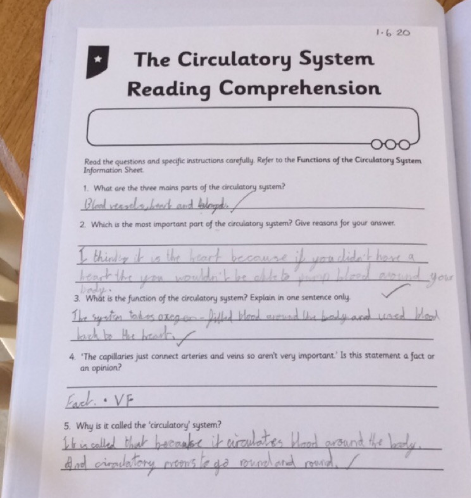 1.6.20
The Circulatory System
Reading Comprehension
Read the questions and specific instructions carefully. Refer to the Functions of the Circulatory System
Information Sheet.
1. What are the three mains parts of the circulatory system?
Blood vessels, heart and
2. Which is the most important part of the circulatory system? Give reasons for your answer.
I think it is the heart because if you didn't have a
heart the you wouldn't be able to pump blood around your
body.
3. What is the function of the circulatory system? Explain in one sentence only.
The system takes oxegen-filled blood around the body and used blood
back to the heart.
4. 'The capillaries just connect arteries and veins so aren't very important.' Is this statement a fact or
an opinion?
Fact. • VF
5. Why is it called the 'circulatory' system?
It is called that because it circulates blood around the body.
And circulatory means to go round and round.